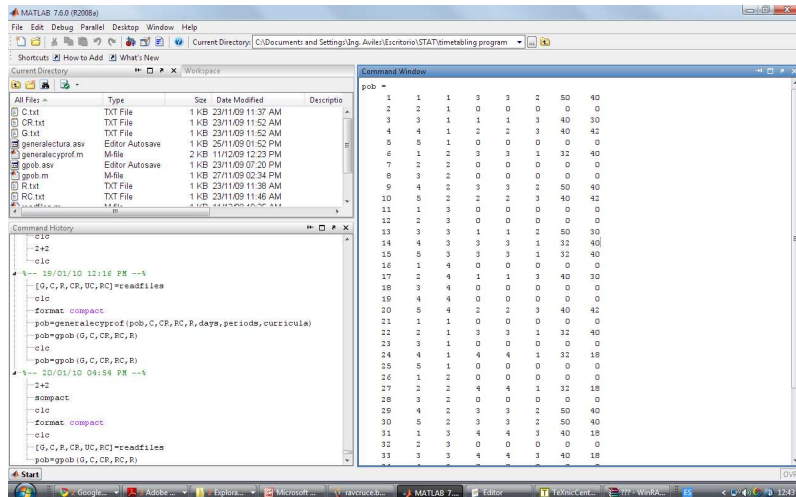 MATLAB 7.6.0 (R2008a)
File Edit Debug Parallel Desktop Window Help
Current Directory: C:\Documents and Settings\Ing. Aviles\Escritorio\STAT\timetabling program
Shortcuts How to Add What's New
Current Directory Workspace
All Files Type Size Date Modified Descriptio
C.txt TXT File 1 KB 23/11/09 11:37 AM
CR.txt TXT File 1 KB 23/11/09 11:52 AM
G.txt TXT File 1 KB 23/11/09 11:52 AM
generalectura.asv Editor Autosave 1 KB 25/11/09 01:52 PM
generalecyprof.m M-file 2 KB 11/12/09 12:23 PM
gpob.asv Editor Autosave 1 KB 23/11/09 07:20 PM
gpob.m M-file 1 KB 27/11/09 02:34 PM
R.txt TXT File 1 KB 23/11/09 11:38 AM
RC.txt TXT File 1 KB 23/11/09 11:46 AM
Command History
clc
2+2
clc
%-- 19/01/10 12:16 PM --%
[G,C,R,CR,UC,RC]=readfiles
clc
format compact
pob=generalecyprof(pob,C,CR,RC,R,days,periods,curricula)
pob=gpob(G,C,CR,RC,R)
clc
pob=gpob(G,C,CR,RC,R)
%-- 20/01/10 04:54 PM --%
2+2
sompact
clc
format compact
clc
[G,C,R,CR,UC,RC]=readfiles
pob=gpob(G,C,CR,RC,R)
Command Window
pob =
1 1 1 3 3 2 50 40
2 2 1 0 0 0 0 0
3 3 1 1 1 3 40 30
4 4 1 2 2 3 40 42
5 5 1 0 0 0 0 0
6 1 2 3 3 1 32 40
7 2 2 0 0 0 0 0
8 3 2 0 0 0 0 0
9 4 2 3 3 2 50 40
10 5 2 2 2 3 40 42
11 1 3 0 0 0 0 0
12 2 3 0 0 0 0 0
13 3 3 1 1 2 50 30
14 4 3 3 3 1 32 40
15 5 3 3 3 1 32 40
16 1 4 0 0 0 0 0
17 2 4 1 1 3 40 30
18 3 4 0 0 0 0 0
19 4 4 0 0 0 0 0
20 5 4 2 2 3 40 42
21 1 1 0 0 0 0 0
22 2 1 3 3 1 32 40
23 3 1 0 0 0 0 0
24 4 1 4 4 1 32 18
25 5 1 0 0 0 0 0
26 1 2 0 0 0 0 0
27 2 2 4 4 1 32 18
28 3 2 0 0 0 0 0
29 4 2 3 3 2 50 40
30 5 2 3 3 2 50 40
31 1 3 4 4 3 40 18
32 2 3 0 0 0 0 0
33 3 3 4 4 3 40 18
Start OVR
Google... Adobe ... Explora... Microsoft ... ravcruce.b... MATLAB 7.... Editor TeXnicCent... ??? - WinRA... ES 12:43